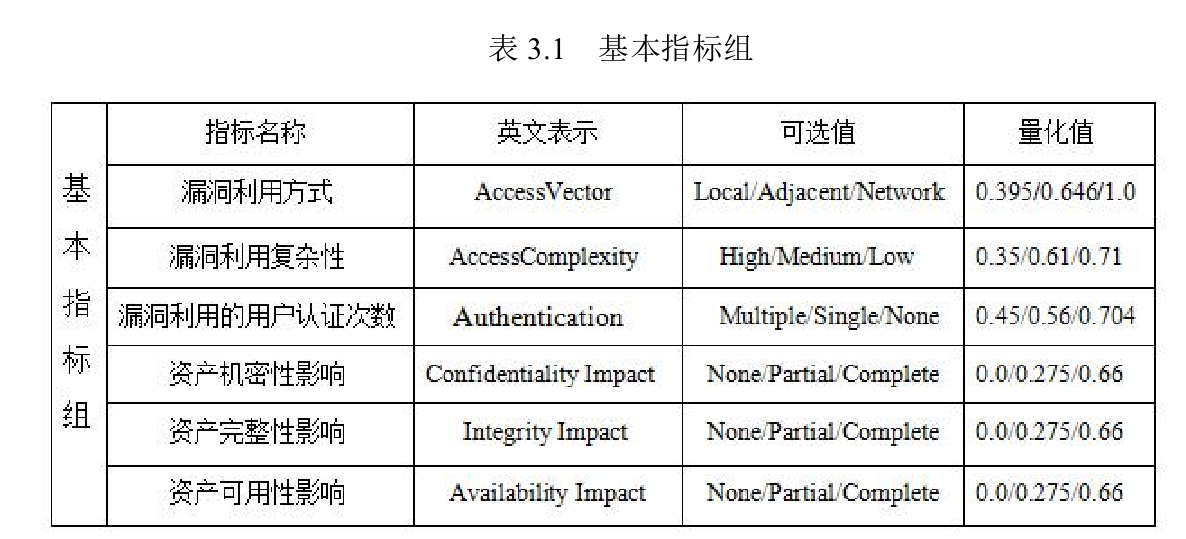 表 3.1 基本指标组
基本指标组
指标名称 英文表示 可选值 量化值
漏洞利用方式 AccessVector Local/Adjacent/Network 0.395/0.646/1.0
漏洞利用复杂性 AccessComplexity High/Medium/Low 0.35/0.61/0.71
漏洞利用的用户认证次数 Authentication Multiple/Single/None 0.45/0.56/0.704
资产机密性影响 Confidentiality Impact None/Partial/Complete 0.0/0.275/0.66
资产完整性影响 Integrity Impact None/Partial/Complete 0.0/0.275/0.66
资产可用性影响 Availability Impact None/Partial/Complete 0.0/0.275/0.66